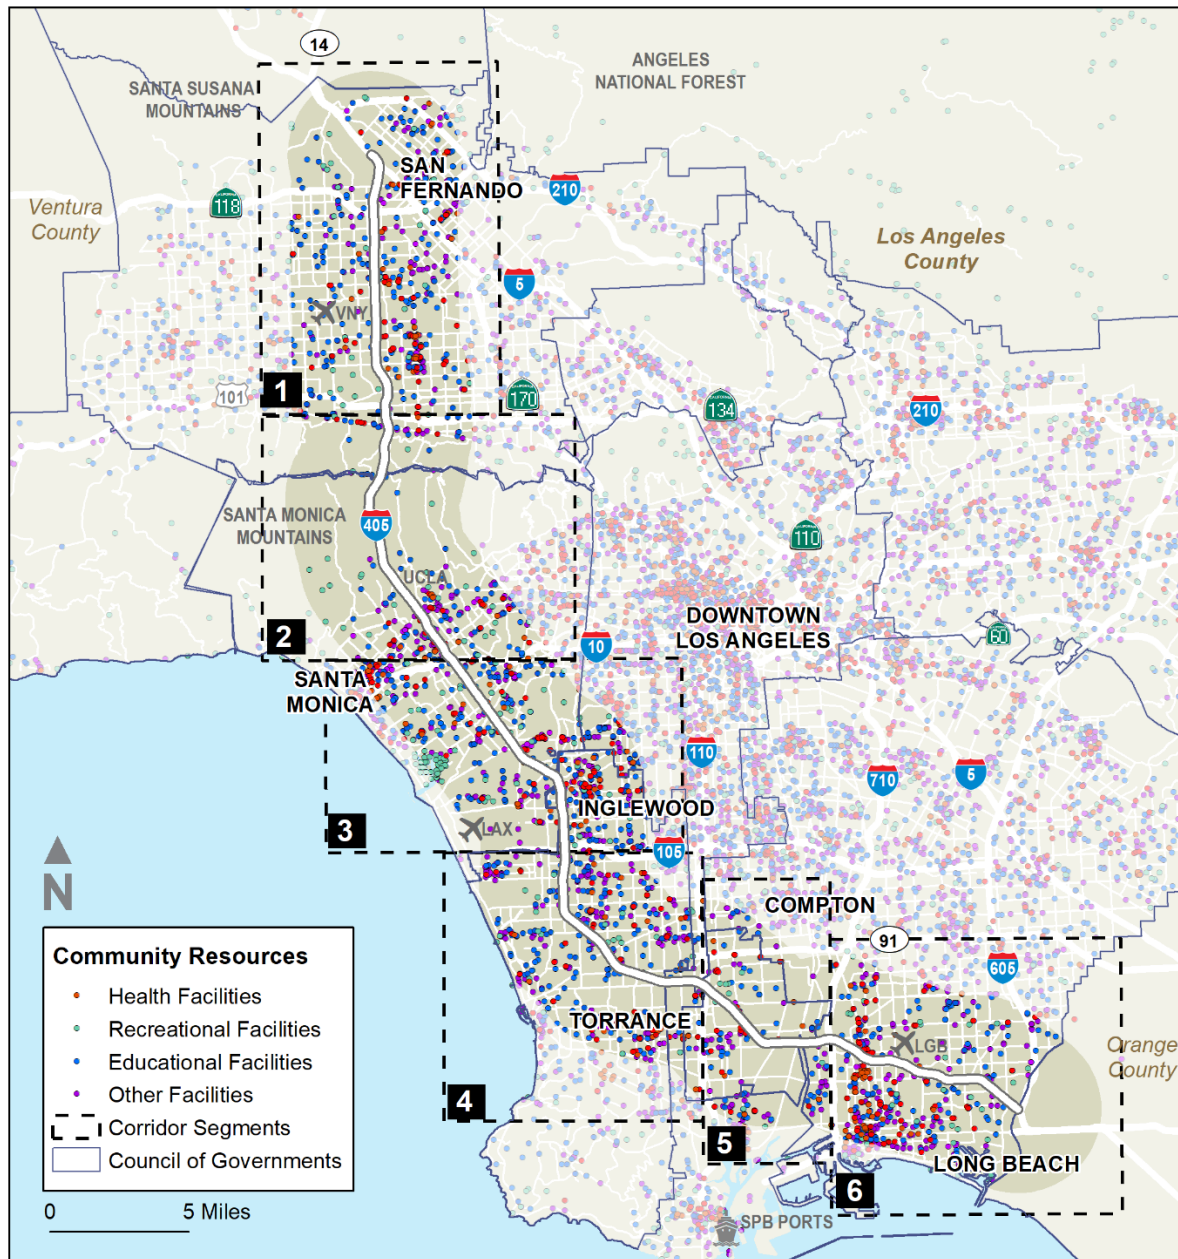 14
ANGELES
NATIONAL FOREST
SANTA SUSANA
MOUNTAINS
SAN
FERNANDO
210
118
Ventura
County
Los Angeles
County
5
VNY
1
101
170
134
210
SANTA MONICA
MOUNTAINS
405
110
UCLA
DOWNTOWN
LOS ANGELES
2
10
60
SANTA
MONICA
110
710
5
INGLEWOOD
3
LAX
105
N
COMPTON
91
605
Community Resources
Health Facilities
Recreational Facilities
Educational Facilities
Other Facilities
Corridor Segments
Council of Governments
0 5 Miles
TORRANCE
LGB
Orange
County
4
5
LONG BEACH
6
SPB PORTS